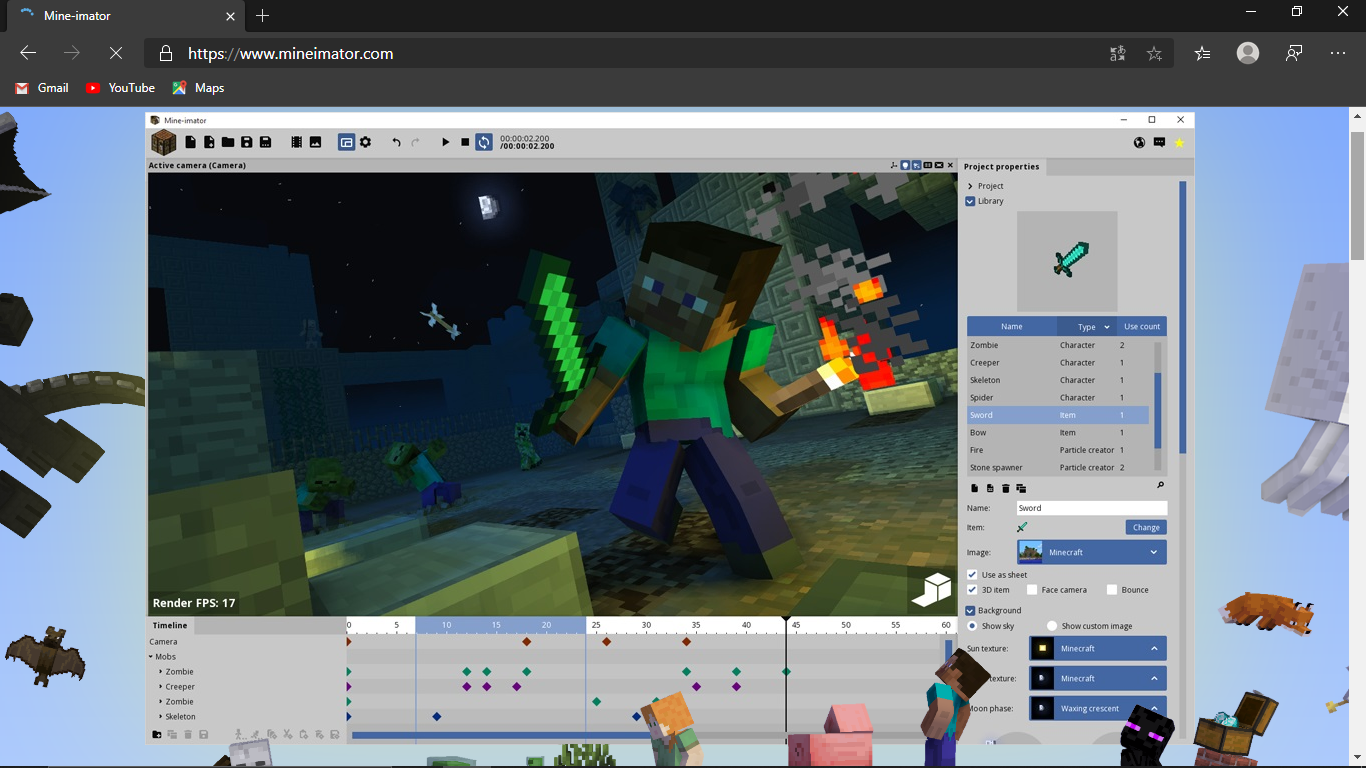 Mine-imator
https://www.mineimator.com
Gmail YouTube Maps
Mine-imator
00:00:02.200
/00:00:02.200
Active camera (Camera)
Project properties
Project
Library
Name Type Use count
Zombie Character 2
Creeper Character 1
Skeleton Character 1
Spider Character 1
Sword Item 1
Bow Item 1
Fire Particle creator 1
Stone spawner Particle creator 2
Name: Sword
Item: Change
Image: Minecraft
Use as sheet
3D item Face camera Bounce
Background
Show sky Show custom image
Sun texture: Minecraft
texture: Minecraft
Moon phase: Waxing crescent
Render FPS: 17
Timeline
0 5 10 15 20 25 30 35 40 45 50 55 60
Camera
Mobs
Zombie
Creeper
Zombie
Skeleton